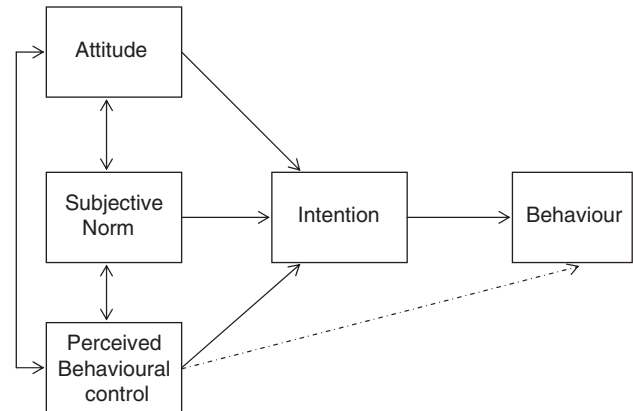 Attitude
Subjective
Norm
Intention
Behaviour
Perceived
Behavioural
control